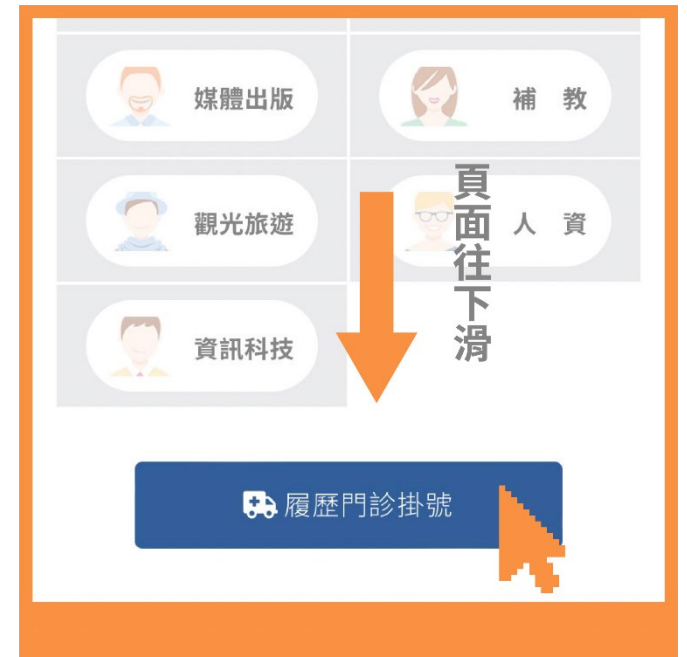 媒體出版
補 教
觀光旅遊
人 資
資訊科技
頁面往下滑
履歷門診掛號